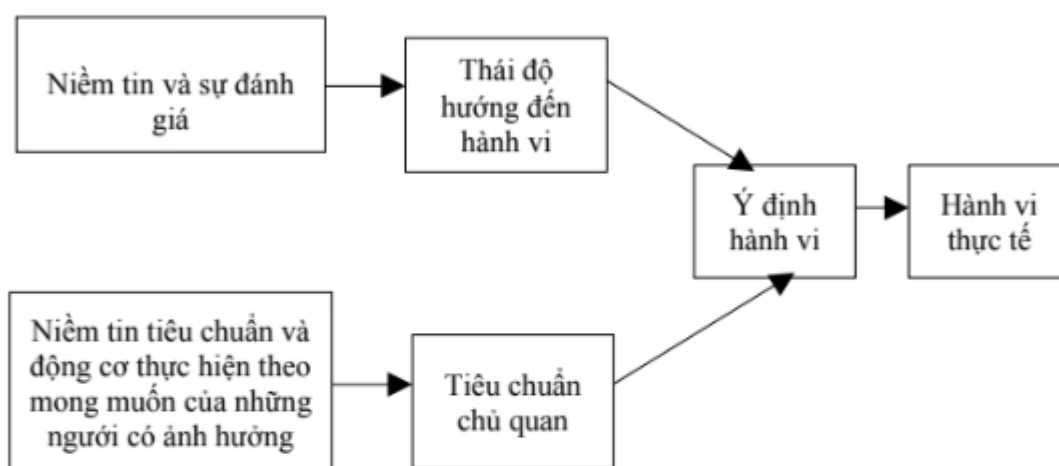 Niềm tin và sự đánh
giá
Thái độ
hướng đến
hành vi
Ý định
hành vi
Hành vi
thực tế
Niềm tin tiêu chuẩn và
động cơ thực hiện theo
mong muốn của những
người có ảnh hưởng
Tiêu chuẩn
chủ quan